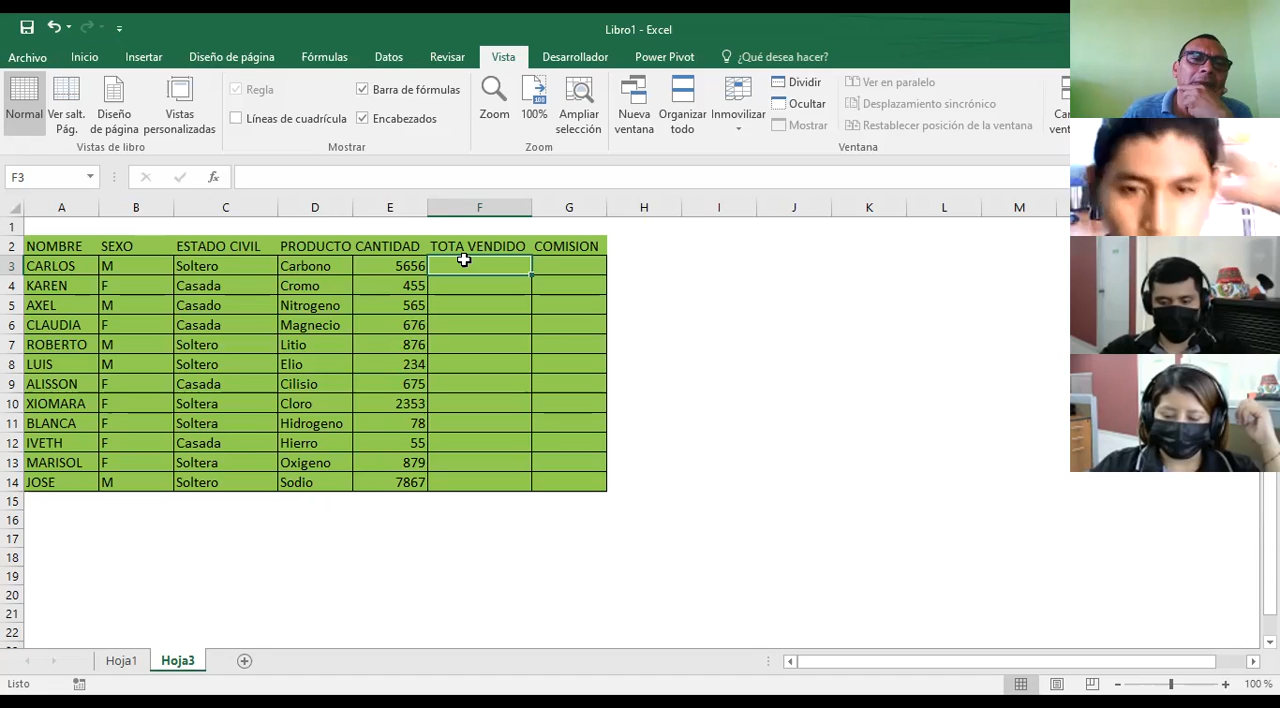 Libro1 - Excel
Archivo Inicio Insertar Diseño de página Fórmulas Datos Revisar Vista Desarrollador Power Pivot ¿Qué desea hacer?
Normal
Ver salt. Pág.
Diseño de página
Vistas personalizadas
Vistas de libro
Regla
Barra de fórmulas
Líneas de cuadrícula
Encabezados
Mostrar
Zoom
100%
Ampliar selección
Zoom
Nueva ventana
Organizar todo
Inmovilizar
Dividir
Ocultar
Mostrar
Ver en paralelo
Desplazamiento sincrónico
Restablecer posición de la ventana
Ventana
F3 fx
A B C D E F G H I J K L M
1
2 NOMBRE SEXO ESTADO CIVIL PRODUCTO CANTIDAD TOTA VENDIDO COMISION
3 CARLOS M Soltero Carbono 5656
4 KAREN F Casada Cromo 455
5 AXEL M Casado Nitrogeno 565
6 CLAUDIA F Casada Magnecio 676
7 ROBERTO M Soltero Litio 876
8 LUIS M Soltero Elio 234
9 ALISSON F Casada Cilisio 675
10 XIOMARA F Soltera Cloro 2353
11 BLANCA F Soltera Hidrogeno 78
12 IVETH F Casada Hierro 55
13 MARISOL F Soltera Oxigeno 879
14 JOSE M Soltero Sodio 7867
15
16
17
18
19
20
21
22
Hoja1 Hoja3
Listo 100 %